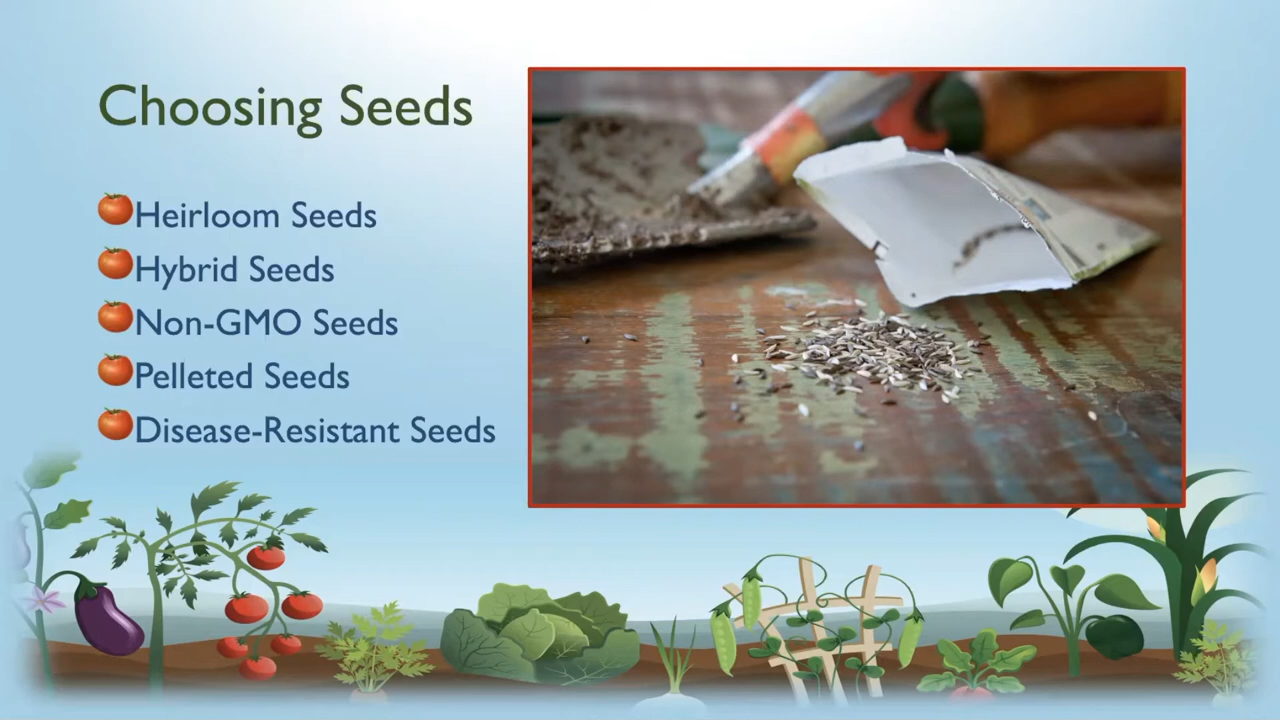 Choosing Seeds
Heirloom Seeds
Hybrid Seeds
Non-GMO Seeds
Pelleted Seeds
Disease-Resistant Seeds